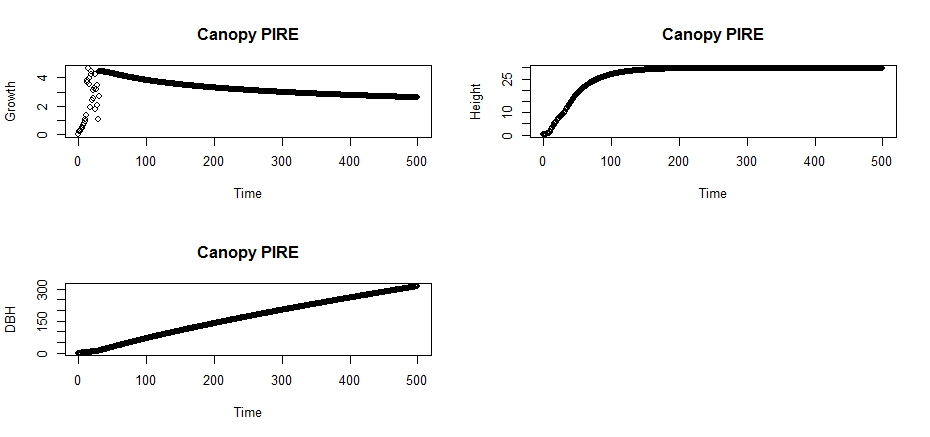 Canopy PIRE
Growth
0 2 4
0 100 200 300 400 500
Time
Canopy PIRE
Height
0 10 25
0 100 200 300 400 500
Time
Canopy PIRE
DBH
0 150 300
0 100 200 300 400 500
Time